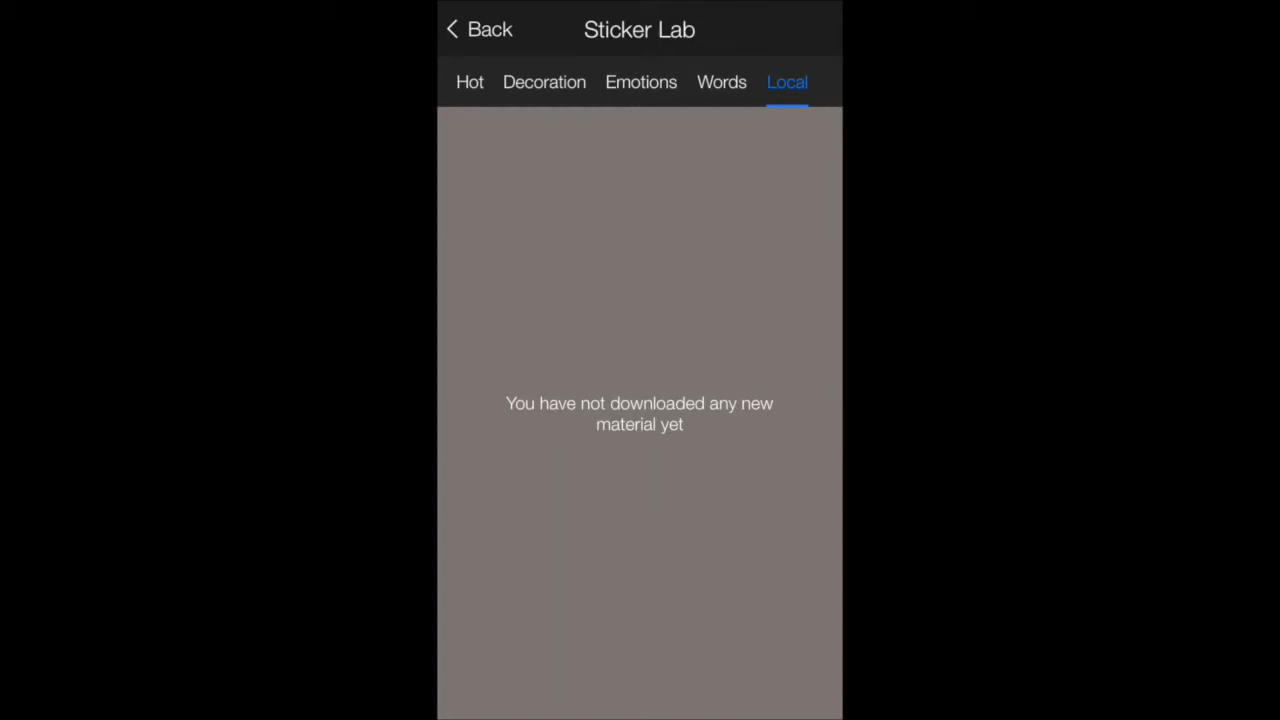 Back
Sticker Lab
Hot Decoration Emotions Words Local
You have not downloaded any new
material yet